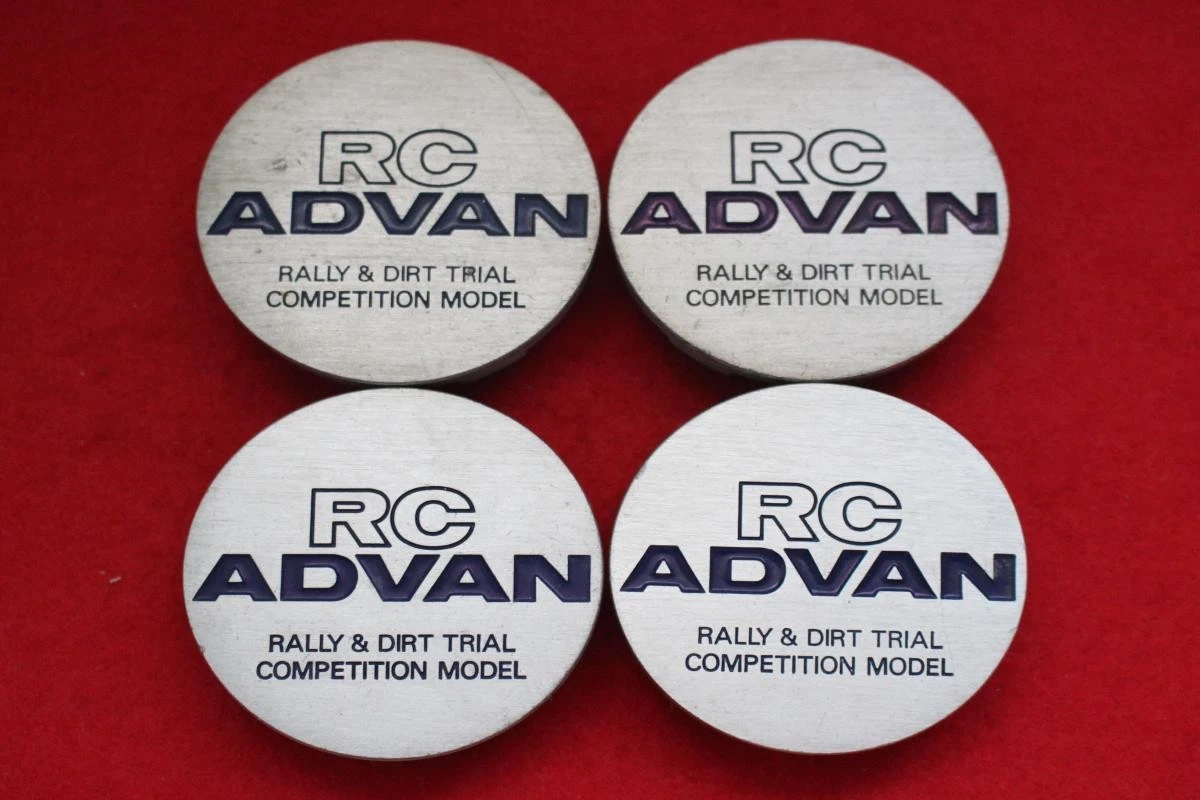 RC
ADVAN
RALLY & DIRT TRIAL
COMPETITION MODEL
RC
ADVAN
RALLY & DIRT TRIAL
COMPETITION MODEL
RC
ADVAN
RALLY & DIRT TRIAL
COMPETITION MODEL
RC
ADVAN
RALLY & DIRT TRIAL
COMPETITION MODEL